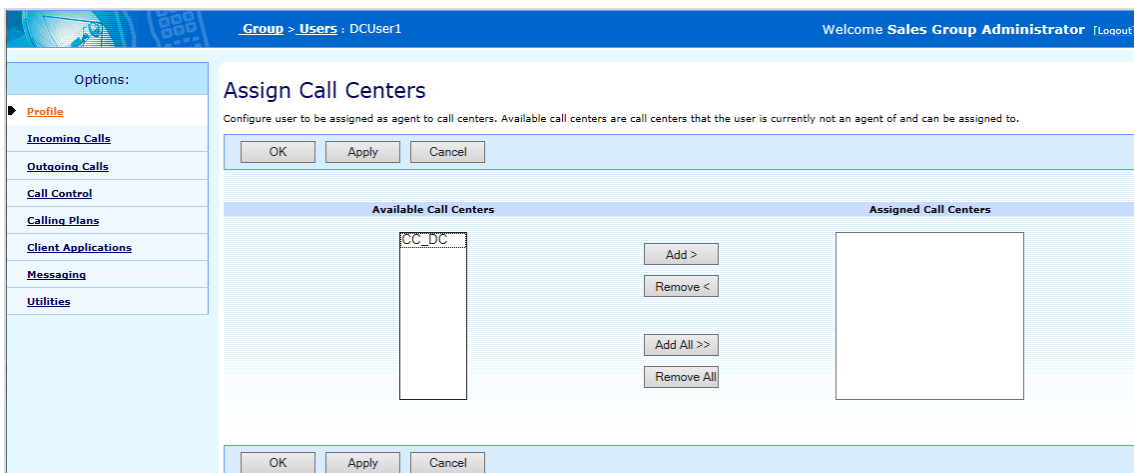 Group > Users : DCUser1
Welcome Sales Group Administrator [Logout]
Options:
Profile
Incoming Calls
Outgoing Calls
Call Control
Calling Plans
Client Applications
Messaging
Utilities
Assign Call Centers
Configure user to be assigned as agent to call centers. Available call centers are call centers that the user is currently not an agent of and can be assigned to.
OK Apply Cancel
Available Call Centers Assigned Call Centers
CC_DC
Add >
Remove <
Add All >>
Remove All
OK Apply Cancel